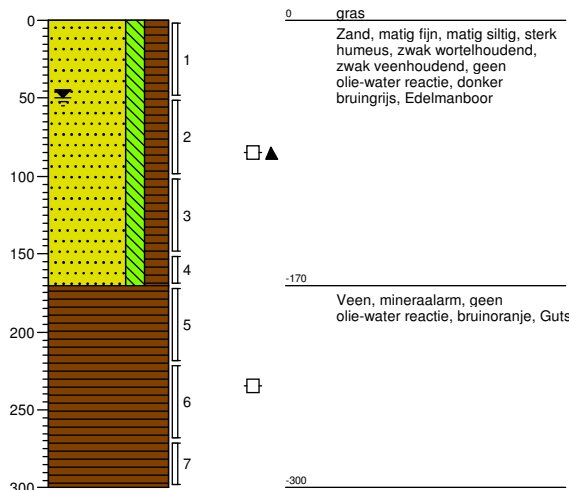 0
50
100
150
200
250
300
1
2
3
4
5
6
7
0
gras
Zand, matig fijn, matig siltig, sterk
humeus, zwak wortelhoudend,
zwak veenhoudend, geen
olie-water reactie, donker
bruingrijs, Edelmanboor
-170
Veen, mineraalarm, geen
olie-water reactie, bruinoranje, Guts
-300